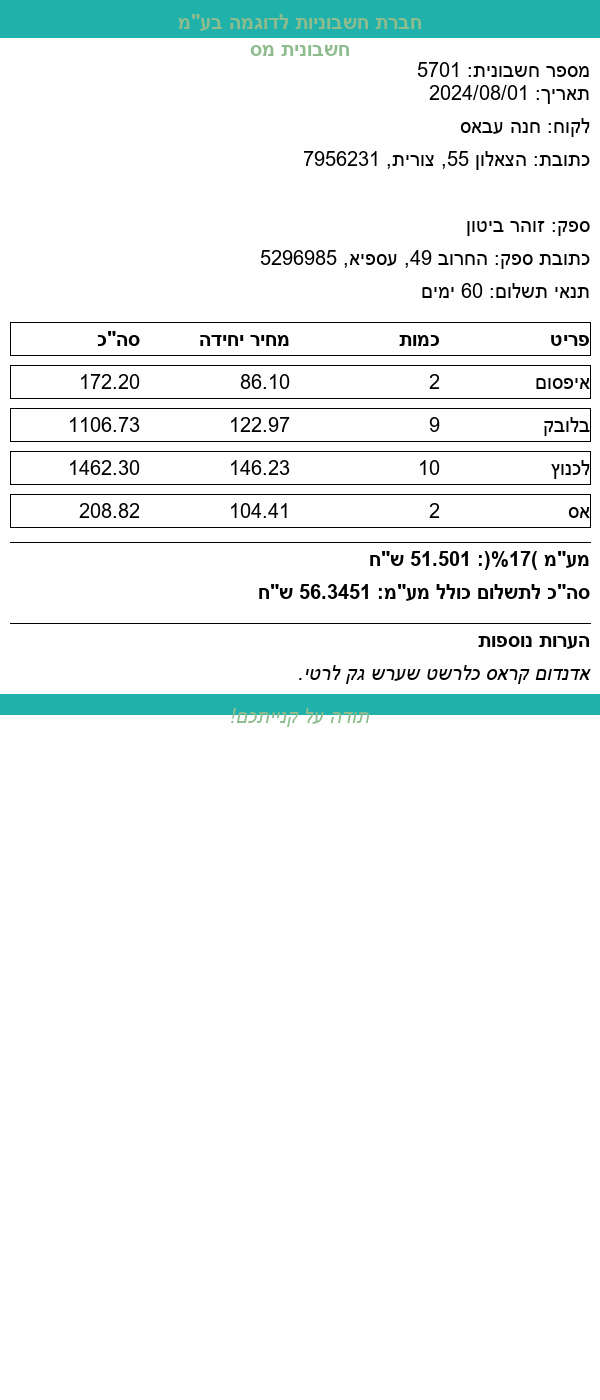 חברת חשבוניות לדוגמה בע"מ
חשבונית מס
מספר חשבונית: 5701
תאריך: 2024/08/01
לקוח: חנה עבאס
כתובת: הצאלון 55, צורית, 7956231
ספק: זוהר ביטון
כתובת ספק: החרוב 49, עספיא, 5296985
תנאי תשלום: 60 ימים
פריט כמות מחיר יחידה סה"כ
איפסום 2 86.10 172.20
בלובק 9 122.97 1106.73
לכנוץ 10 146.23 1462.30
אס 2 104.41 208.82
מע"מ )17%(: 51.501 ש"ח
סה"כ לתשלום כולל מע"מ: 56.3451 ש"ח
הערות נוספות
אדנדום קראס כלרשט שערש גק לרטי.
תודה על קנייתכם!